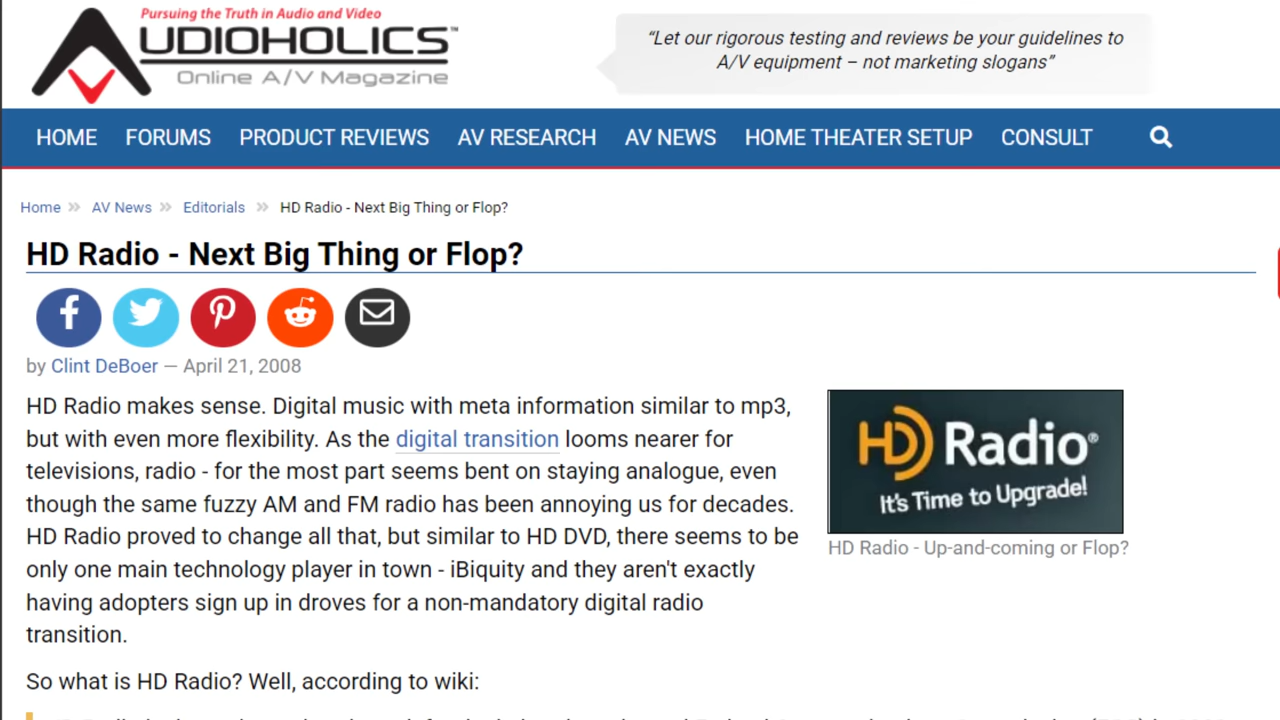 Pursuing the Truth in Audio and Video
AUDIOHOLICS™
Online A/V Magazine
“Let our rigorous testing and reviews be your guidelines to
A/V equipment – not marketing slogans”
HOME FORUMS PRODUCT REVIEWS AV RESEARCH AV NEWS HOME THEATER SETUP CONSULT
Home » AV News » Editorials » HD Radio - Next Big Thing or Flop?
HD Radio - Next Big Thing or Flop?
by Clint DeBoer — April 21, 2008
HD Radio makes sense. Digital music with meta information similar to mp3,
but with even more flexibility. As the digital transition looms nearer for
televisions, radio - for the most part seems bent on staying analogue, even
though the same fuzzy AM and FM radio has been annoying us for decades.
HD Radio proved to change all that, but similar to HD DVD, there seems to be
only one main technology player in town - iBiquity and they aren't exactly
having adopters sign up in droves for a non-mandatory digital radio
transition.
HD Radio®
It's Time to Upgrade!
HD Radio - Up-and-coming or Flop?
So what is HD Radio? Well, according to wiki: